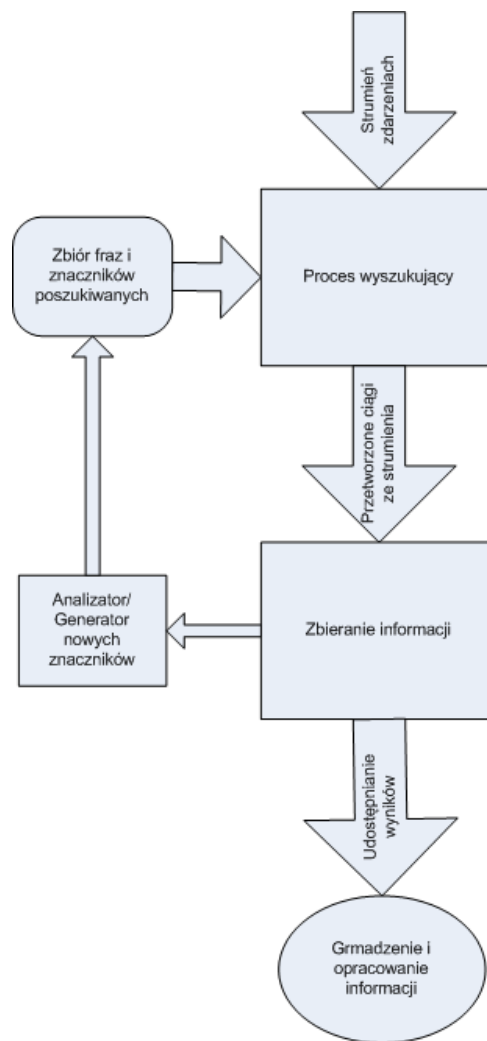 Strumień
zdarzeniach
Zbiór fraz i
znaczników
poszukiwanych
Proces wyszukujący
Przetworzone ciągi
ze strumienia
Analizator/
Generator
nowych
znaczników
Zbieranie informacji
Udostępnianie
wyników
Grmadzenie i
opracowanie
informacji